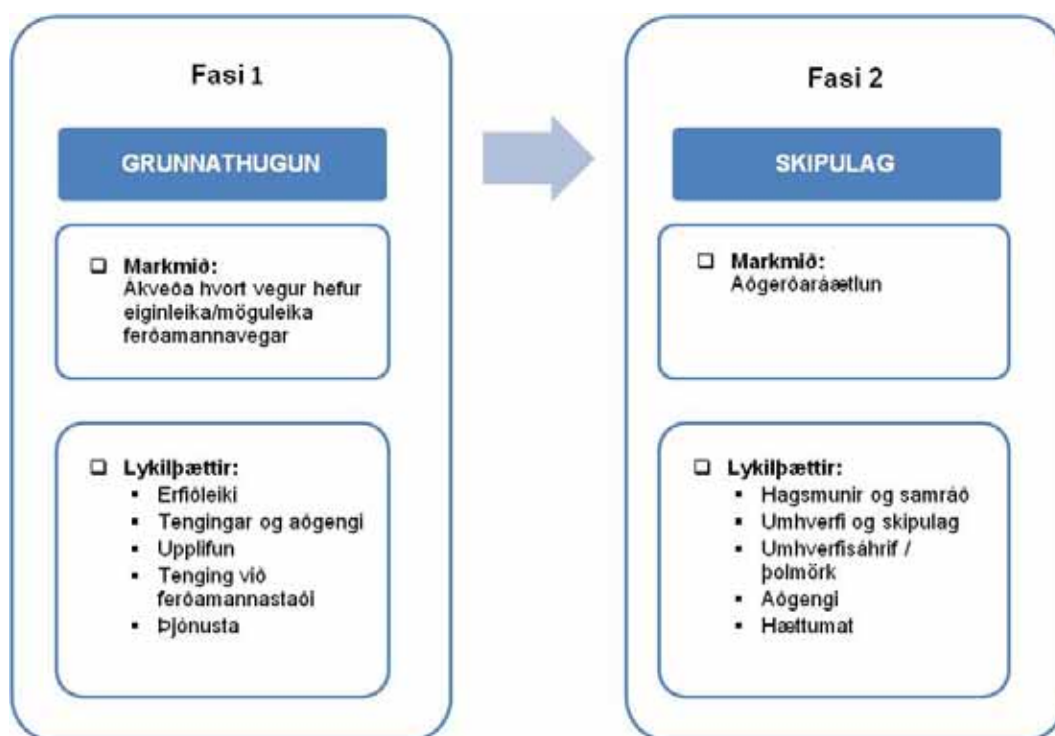 Fasi 1
GRUNNATHUGUN
❑ Markmið:
Ákveða hvort vegur hefur
eiginleika/möguleika
ferðamannavegar
❑ Lykilþættir:
▪ Erfiðleiki
▪ Tengingar og aðgengi
▪ Upplifun
▪ Tenging við
ferðamannastaði
▪ Þjónusta
Fasi 2
SKIPULAG
❑ Markmið:
Aðgerðaráætlun
❑ Lykilþættir:
▪ Hagsmunir og samráð
▪ Umhverfi og skipulag
▪ Umhverfisáhrif /
þolmörk
▪ Aðgengi
▪ Hættumat